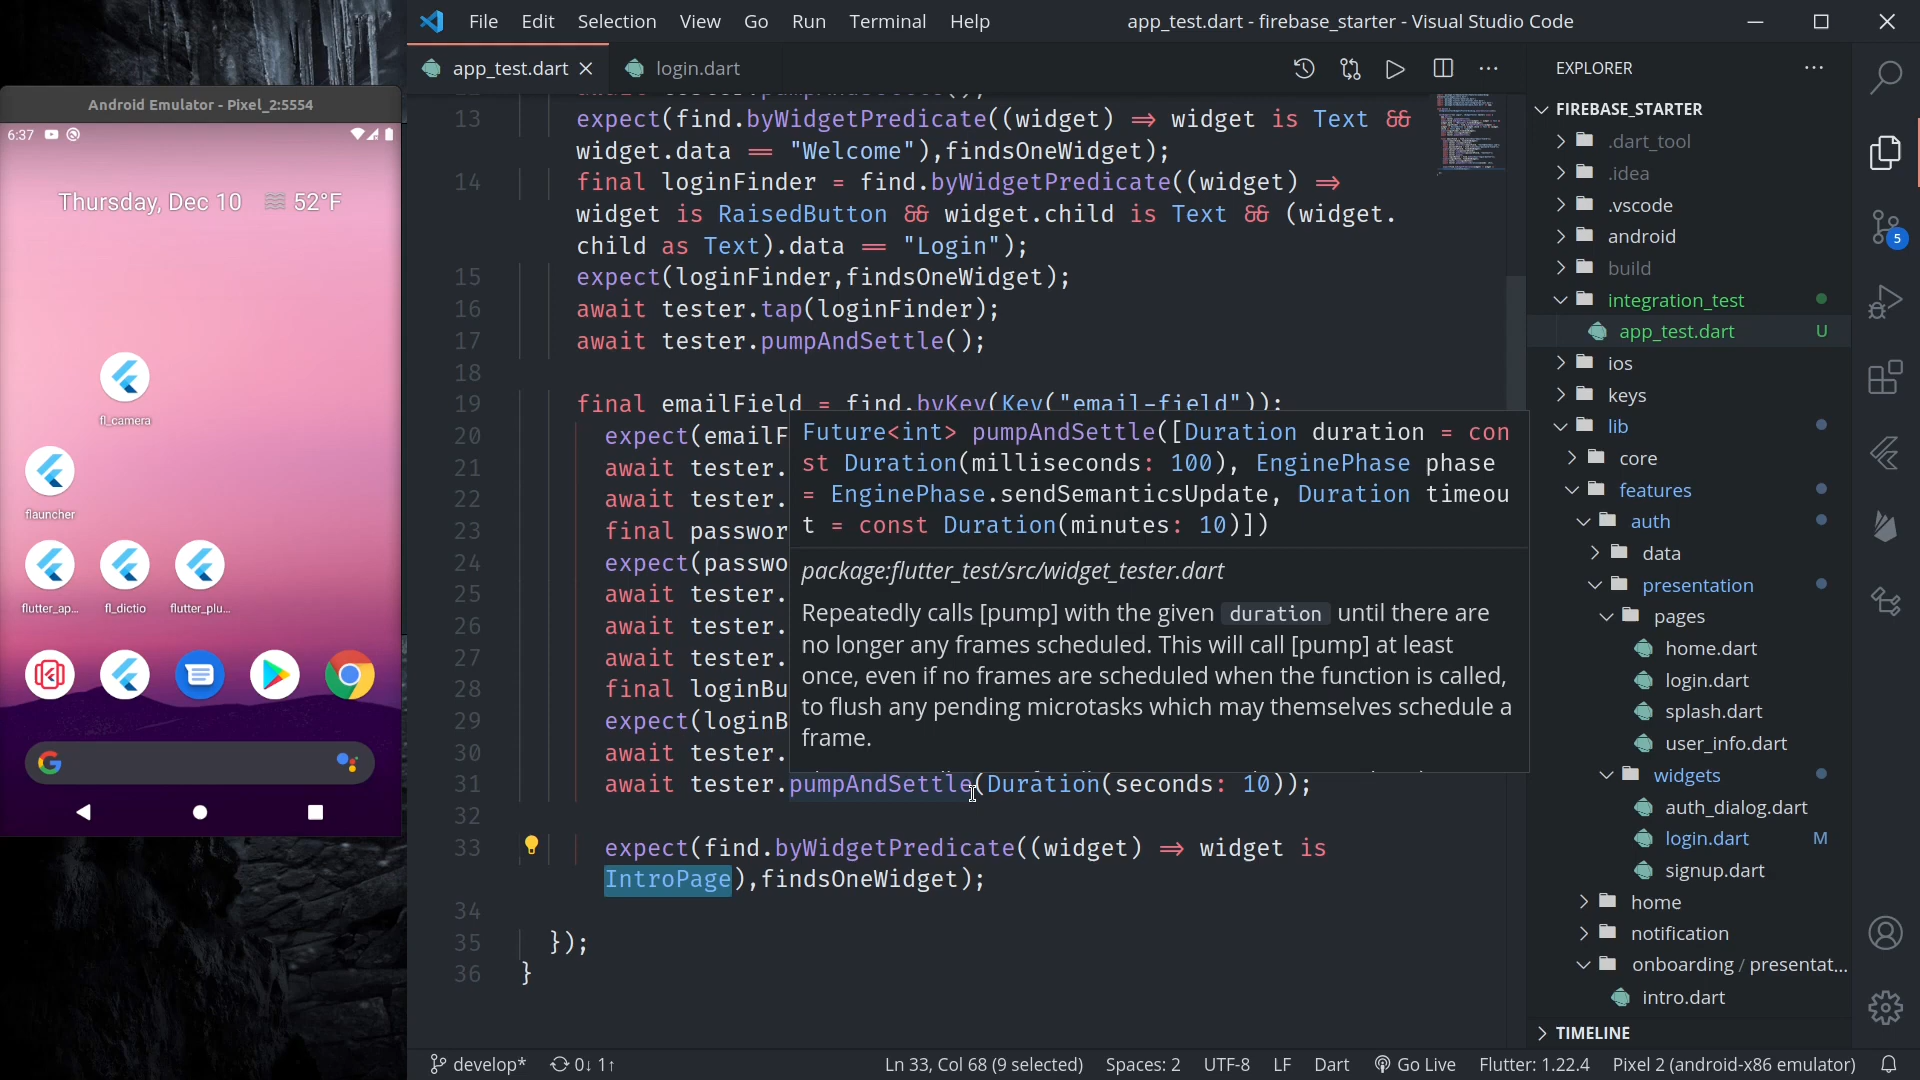 File Edit Selection View Go Run Terminal Help
app_test.dart - firebase_starter - Visual Studio Code
app_test.dart
login.dart
Android Emulator - Pixel_2:5554
6:37
Thursday, Dec 10 52°F
fl_camera
flauncher
flutter_ap... fl_dictio flutter_plu...
13 expect(find.byWidgetPredicate((widget) ⇒ widget is Text &&
widget.data == "Welcome"),findsOneWidget);
14 final loginFinder = find.byWidgetPredicate((widget) ⇒
widget is RaisedButton && widget.child is Text && (widget.
child as Text).data == "Login");
15 expect(loginFinder,findsOneWidget);
16 await tester.tap(loginFinder);
17 await tester.pumpAndSettle();
18
19 final emailField = find.byKey(Key("email-field"));
20 expect(emailF
21 await tester.
22 await tester.
23 final passwor
24 expect(passwo
25 await tester.
26 await tester.
27 await tester.
28 final loginBu
29 expect(loginB
30 await tester.
31 await tester.pumpAndSettle(Duration(seconds: 10));
32
33 expect(find.byWidgetPredicate((widget) ⇒ widget is
IntroPage),findsOneWidget);
34
35 });
36 }
Future<int> pumpAndSettle([Duration duration = con
st Duration(milliseconds: 100), EnginePhase phase
= EnginePhase.sendSemanticsUpdate, Duration timeou
t = const Duration(minutes: 10)])
package:flutter_test/src/widget_tester.dart
Repeatedly calls [pump] with the given duration until there are
no longer any frames scheduled. This will call [pump] at least
once, even if no frames are scheduled when the function is called,
to flush any pending microtasks which may themselves schedule a
frame.
EXPLORER
FIREBASE_STARTER
.dart_tool
.idea
.vscode
android
build
integration_test
app_test.dart U
ios
keys
lib
core
features
auth
data
presentation
pages
home.dart
login.dart
splash.dart
user_info.dart
widgets
auth_dialog.dart
login.dart M
signup.dart
home
notification
onboarding / presentat...
intro.dart
TIMELINE
5
develop* 0↓ 1↑
Ln 33, Col 68 (9 selected) Spaces: 2 UTF-8 LF Dart Go Live Flutter: 1.22.4 Pixel 2 (android-x86 emulator)